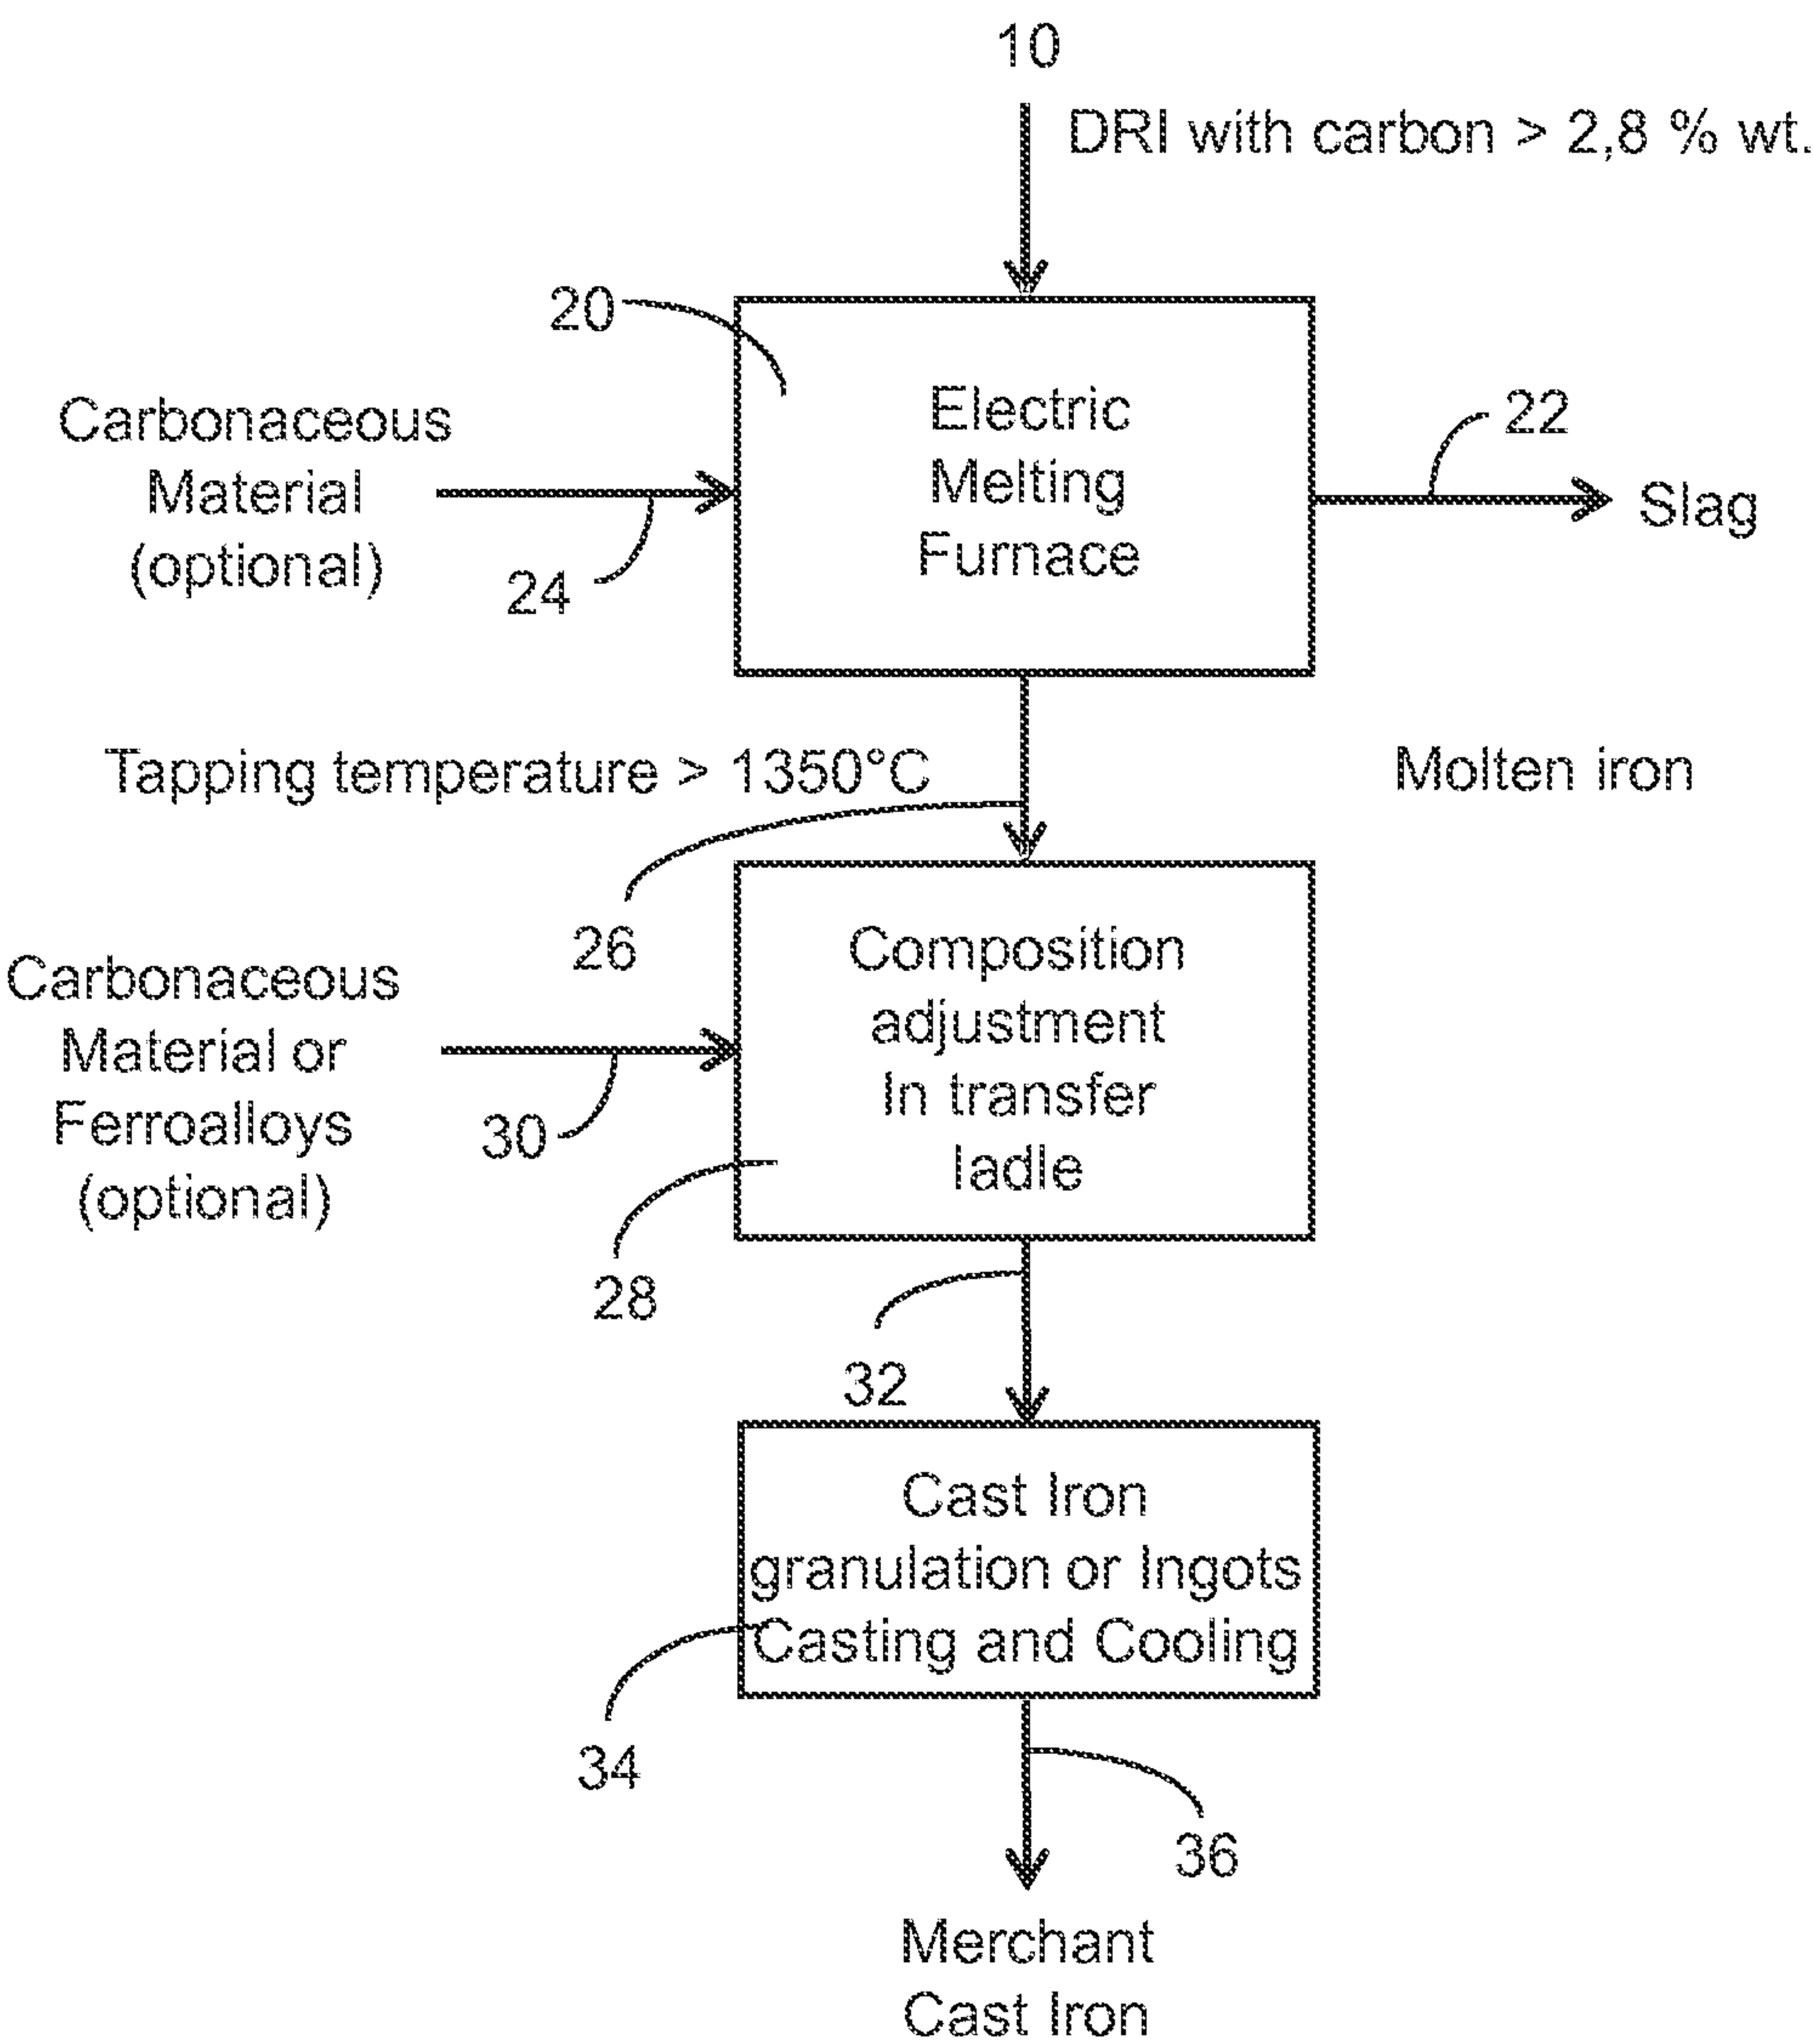 10
DRI with carbon > 2,8 % wt.
20
Electric
Melting
Furnace
Carbonaceous
Material
(optional)
24
22
Slag
Tapping temperature > 1350°C
Molten iron
26
Composition
adjustment
In transfer
ladle
Carbonaceous
Material or
Ferroalloys
(optional)
30
28
32
Cast Iron
granulation or Ingots
Casting and Cooling
34
36
Merchant
Cast Iron